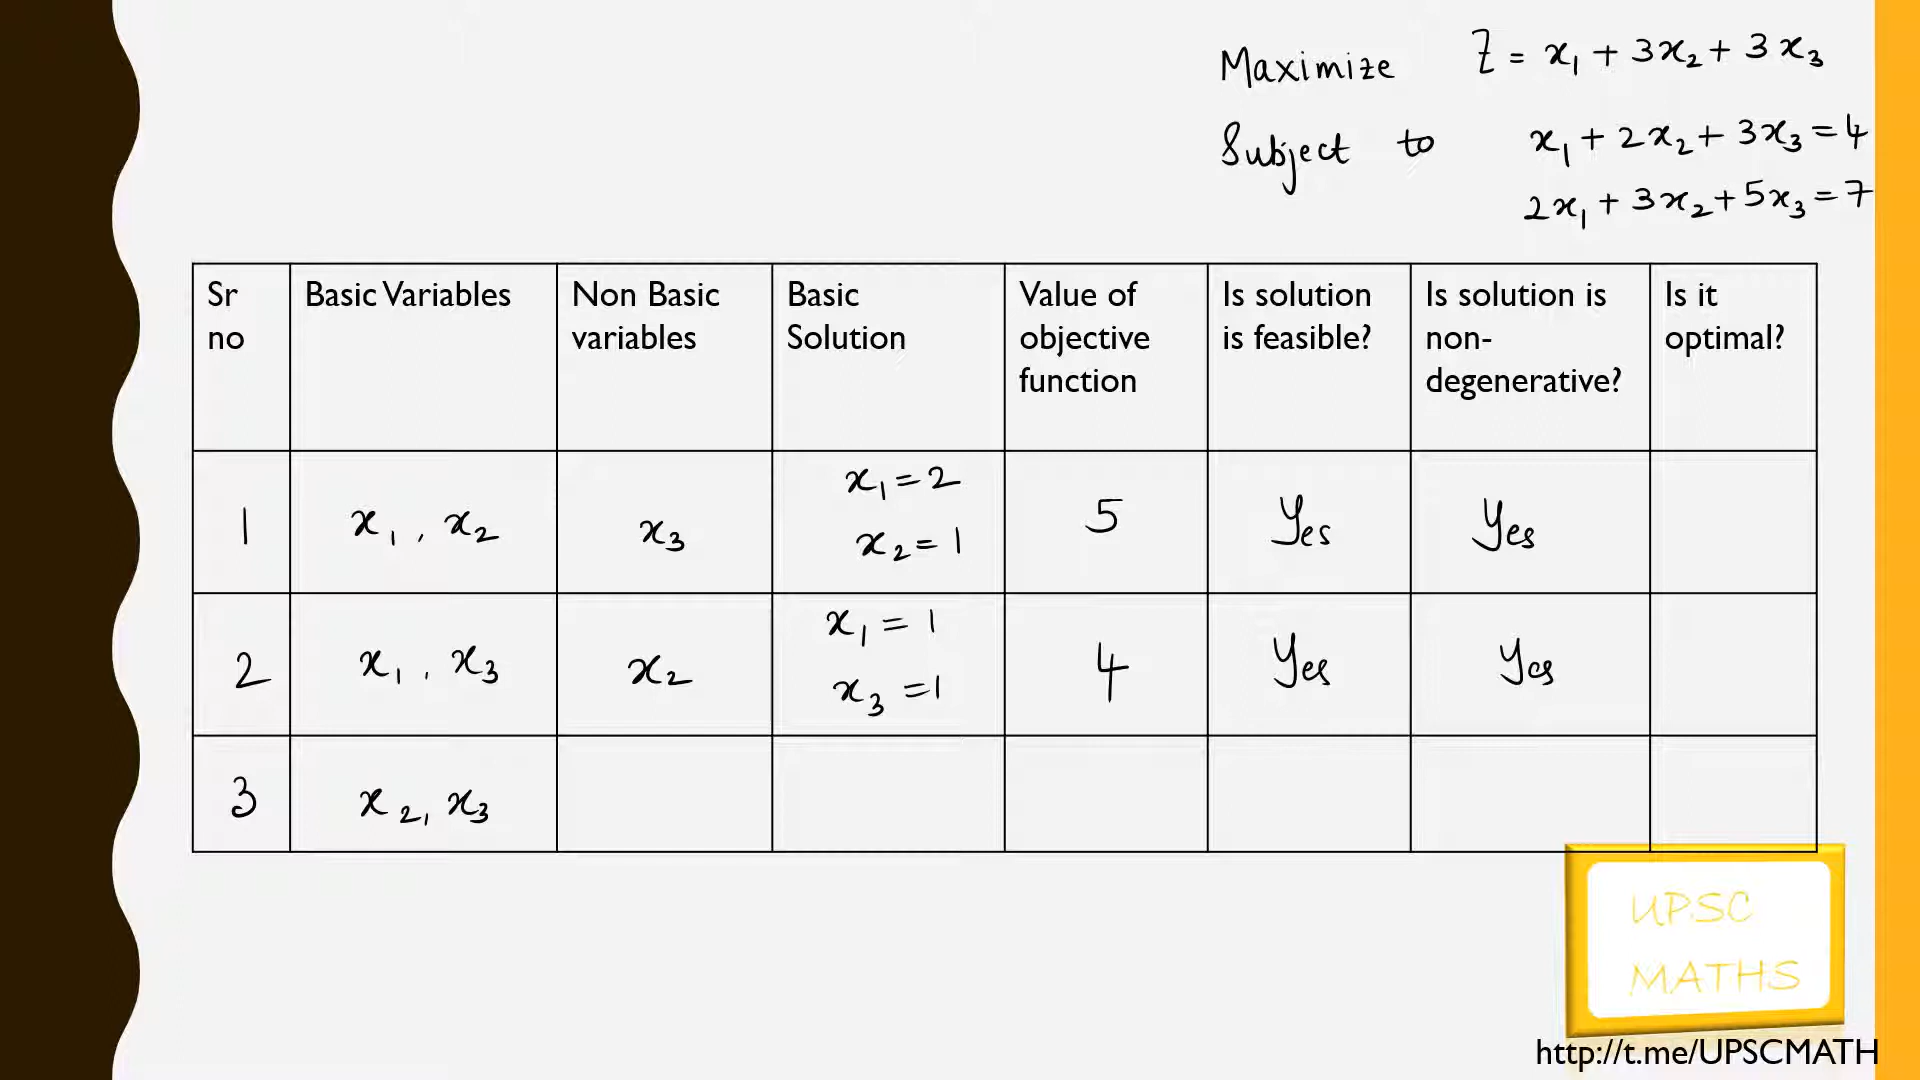 Maximize Z = x₁ + 3x₂ + 3x₃
Subject to x₁ + 2x₂ + 3x₃ = 4
2x₁ + 3x₂ + 5x₃ = 7
Sr no | Basic Variables | Non Basic variables | Basic Solution | Value of objective function | Is solution is feasible? | Is solution is non-degenerative? | Is it optimal?
1 | x₁, x₂ | x₃ | x₁ = 2 x₂ = 1 | 5 | Yes | Yes
2 | x₁, x₃ | x₂ | x₁ = 1 x₃ = 1 | 4 | Yes | Yes
3 | x₂, x₃
UPSC
MATHS
http://t.me/UPSCMATH